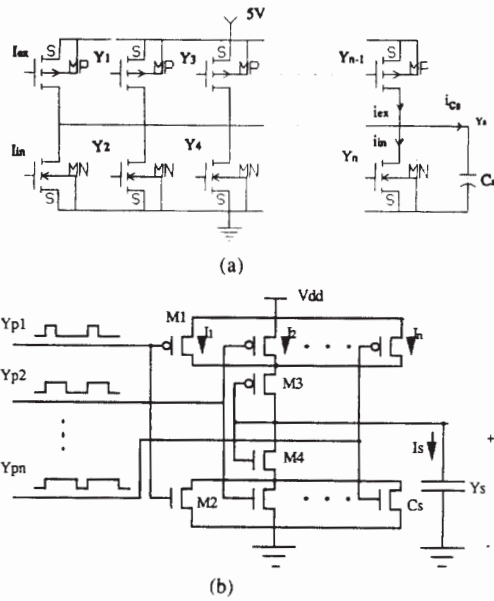 5V
S S S S
Iex Y1 Y3 Yn-1
MP MP MP MP
iCs
iex Ys
Iin Y2 Y4 iin
Yn
MN MN MN MN
S S S S
(a)
Vdd
Yp1 M1 I1 I2 In
M3
Yp2
M4 Is +
Ypn Ys
M2 Cs
-
(b)